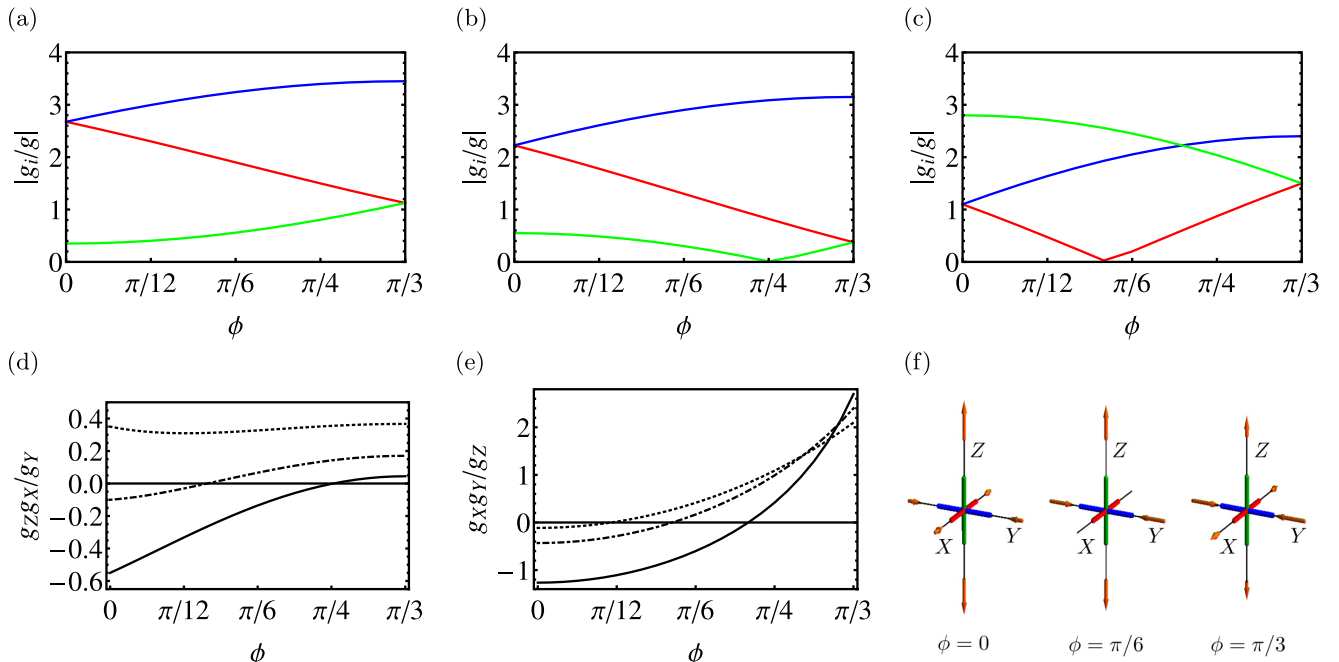 (a)
|g_i/g|
4
3
2
1
0
0 π/12 π/6 π/4 π/3
ϕ
(b)
|g_i/g|
4
3
2
1
0
0 π/12 π/6 π/4 π/3
ϕ
(c)
|g_i/g|
4
3
2
1
0
0 π/12 π/6 π/4 π/3
ϕ
(d)
g_Z g_X/g_Y
0.4
0.2
0.0
−0.2
−0.4
−0.6
0 π/12 π/6 π/4 π/3
ϕ
(e)
g_X g_Y/g_Z
2
1
0
−1
0 π/12 π/6 π/4 π/3
ϕ
(f)
Z Z Z
X Y X Y X Y
ϕ = 0 ϕ = π/6 ϕ = π/3